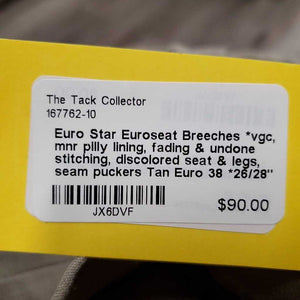 The Tack Collector
167762-10
Euro Star Euroseat Breeches *vgc,
mnr pilly lining, fading & undone
stitching, discolored seat & legs,
seam puckers Tan Euro 38 *26/28"
JX6DVF
$90.00